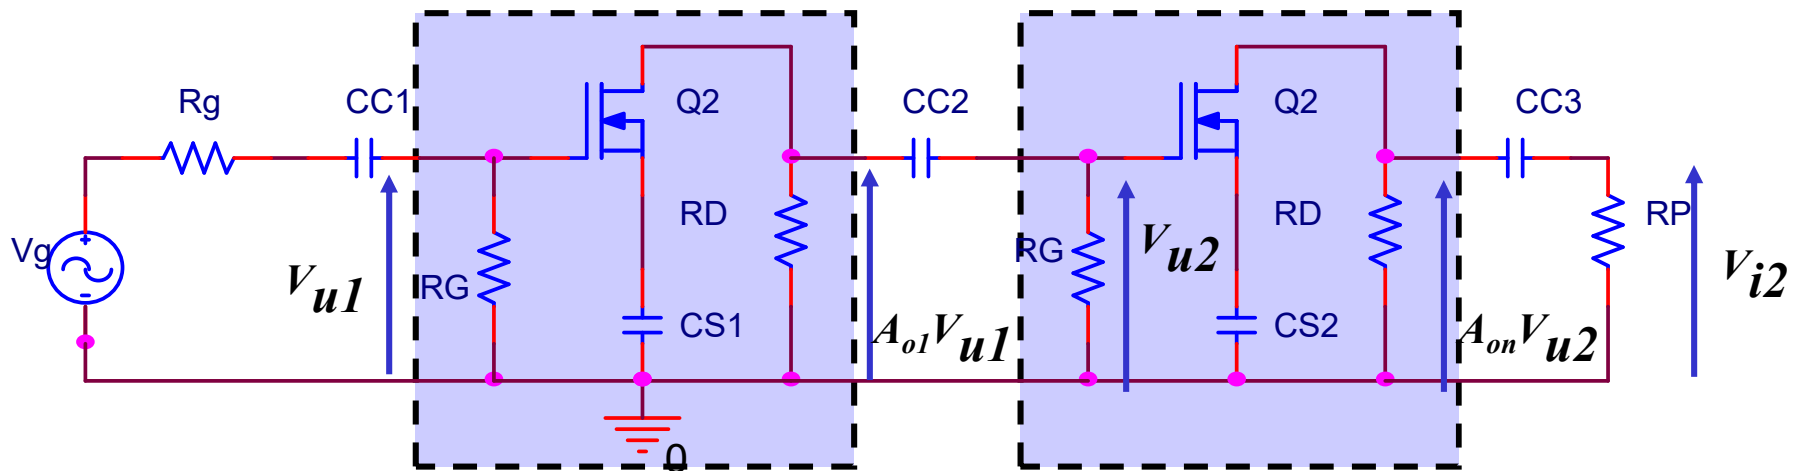 Rg
CC1
Q2
CC2
Q2
CC3
Vg
+
-
Vu1
RG
RD
CS1
0
Ao1Vu1
RG
Vu2
RD
CS2
AonVu2
RP
Vi2